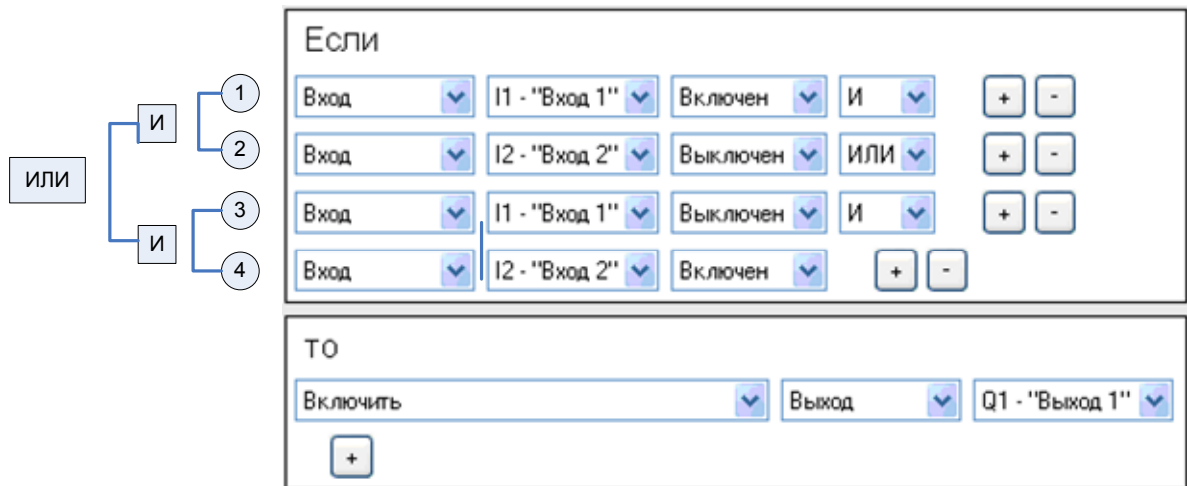 Если
1 Вход I1 - "Вход 1" Включен И + -
И
2 Вход I2 - "Вход 2" Выключен ИЛИ + -
ИЛИ
3 Вход I1 - "Вход 1" Выключен И + -
И
4 Вход I2 - "Вход 2" Включен + -
то
Включить Выход Q1 - "Выход 1"
+